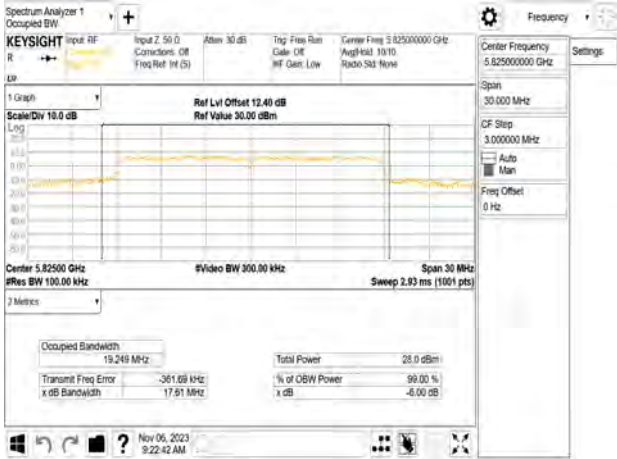 Spectrum Analyzer 1
Occupied BW
+
Frequency
KEYSIGHT Input: RF
R
Input Z: 50 Ω
Corrections: Off
Freq Ref: Int (S)
Atten: 30 dB
Trig: Free Run
Gate: Off
#IF Gain: Low
Center Freq: 5.825000000 GHz
Avg|Hold: 10/10
Radio Std: None
1 Graph
Scale/Div 10.0 dB
Log
Ref Lvl Offset 12.40 dB
Ref Value 30.00 dBm
Center 5.82500 GHz
#Res BW 100.00 kHz
#Video BW 300.00 kHz
Span 30 MHz
Sweep 2.93 ms (1001 pts)
2 Metrics
Occupied Bandwidth
19.249 MHz
Total Power 28.0 dBm
Transmit Freq Error -361.69 kHz
% of OBW Power 99.00 %
x dB Bandwidth 17.61 MHz
x dB -6.00 dB
Nov 06, 2023
9:22:42 AM
Center Frequency
5.825000000 GHz
Settings
Span
30.000 MHz
CF Step
3.000000 MHz
Auto
Man
Freq Offset
0 Hz